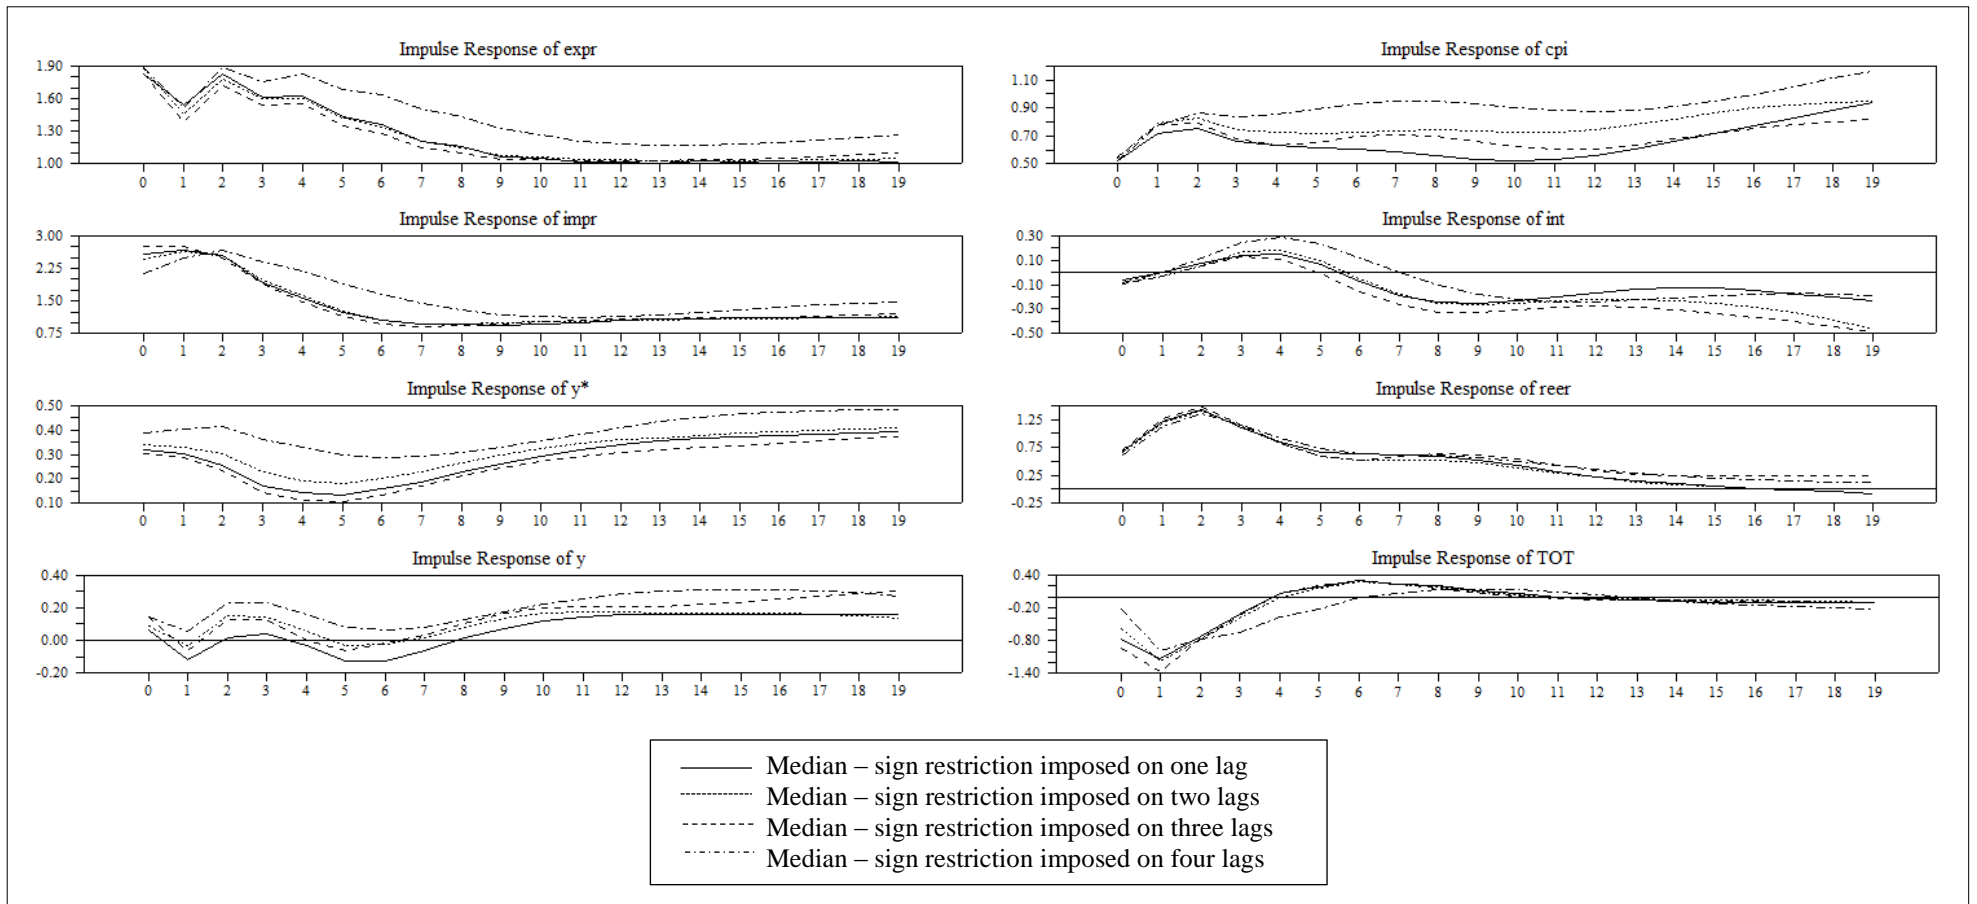 Impulse Response of expr
1.90
1.60
1.30
1.00
0 1 2 3 4 5 6 7 8 9 10 11 12 13 14 15 16 17 18 19
Impulse Response of impr
3.00
2.25
1.50
0.75
0 1 2 3 4 5 6 7 8 9 10 11 12 13 14 15 16 17 18 19
Impulse Response of y*
0.50
0.40
0.30
0.20
0.10
0 1 2 3 4 5 6 7 8 9 10 11 12 13 14 15 16 17 18 19
Impulse Response of y
0.40
0.20
0.00
-0.20
0 1 2 3 4 5 6 7 8 9 10 11 12 13 14 15 16 17 18 19
Impulse Response of cpi
1.10
0.90
0.70
0.50
0 1 2 3 4 5 6 7 8 9 10 11 12 13 14 15 16 17 18 19
Impulse Response of int
0.30
0.10
-0.10
-0.30
-0.50
0 1 2 3 4 5 6 7 8 9 10 11 12 13 14 15 16 17 18 19
Impulse Response of reer
1.25
0.75
0.25
-0.25
0 1 2 3 4 5 6 7 8 9 10 11 12 13 14 15 16 17 18 19
Impulse Response of TOT
0.40
-0.20
-0.80
-1.40
0 1 2 3 4 5 6 7 8 9 10 11 12 13 14 15 16 17 18 19
Median – sign restriction imposed on one lag
Median – sign restriction imposed on two lags
Median – sign restriction imposed on three lags
Median – sign restriction imposed on four lags